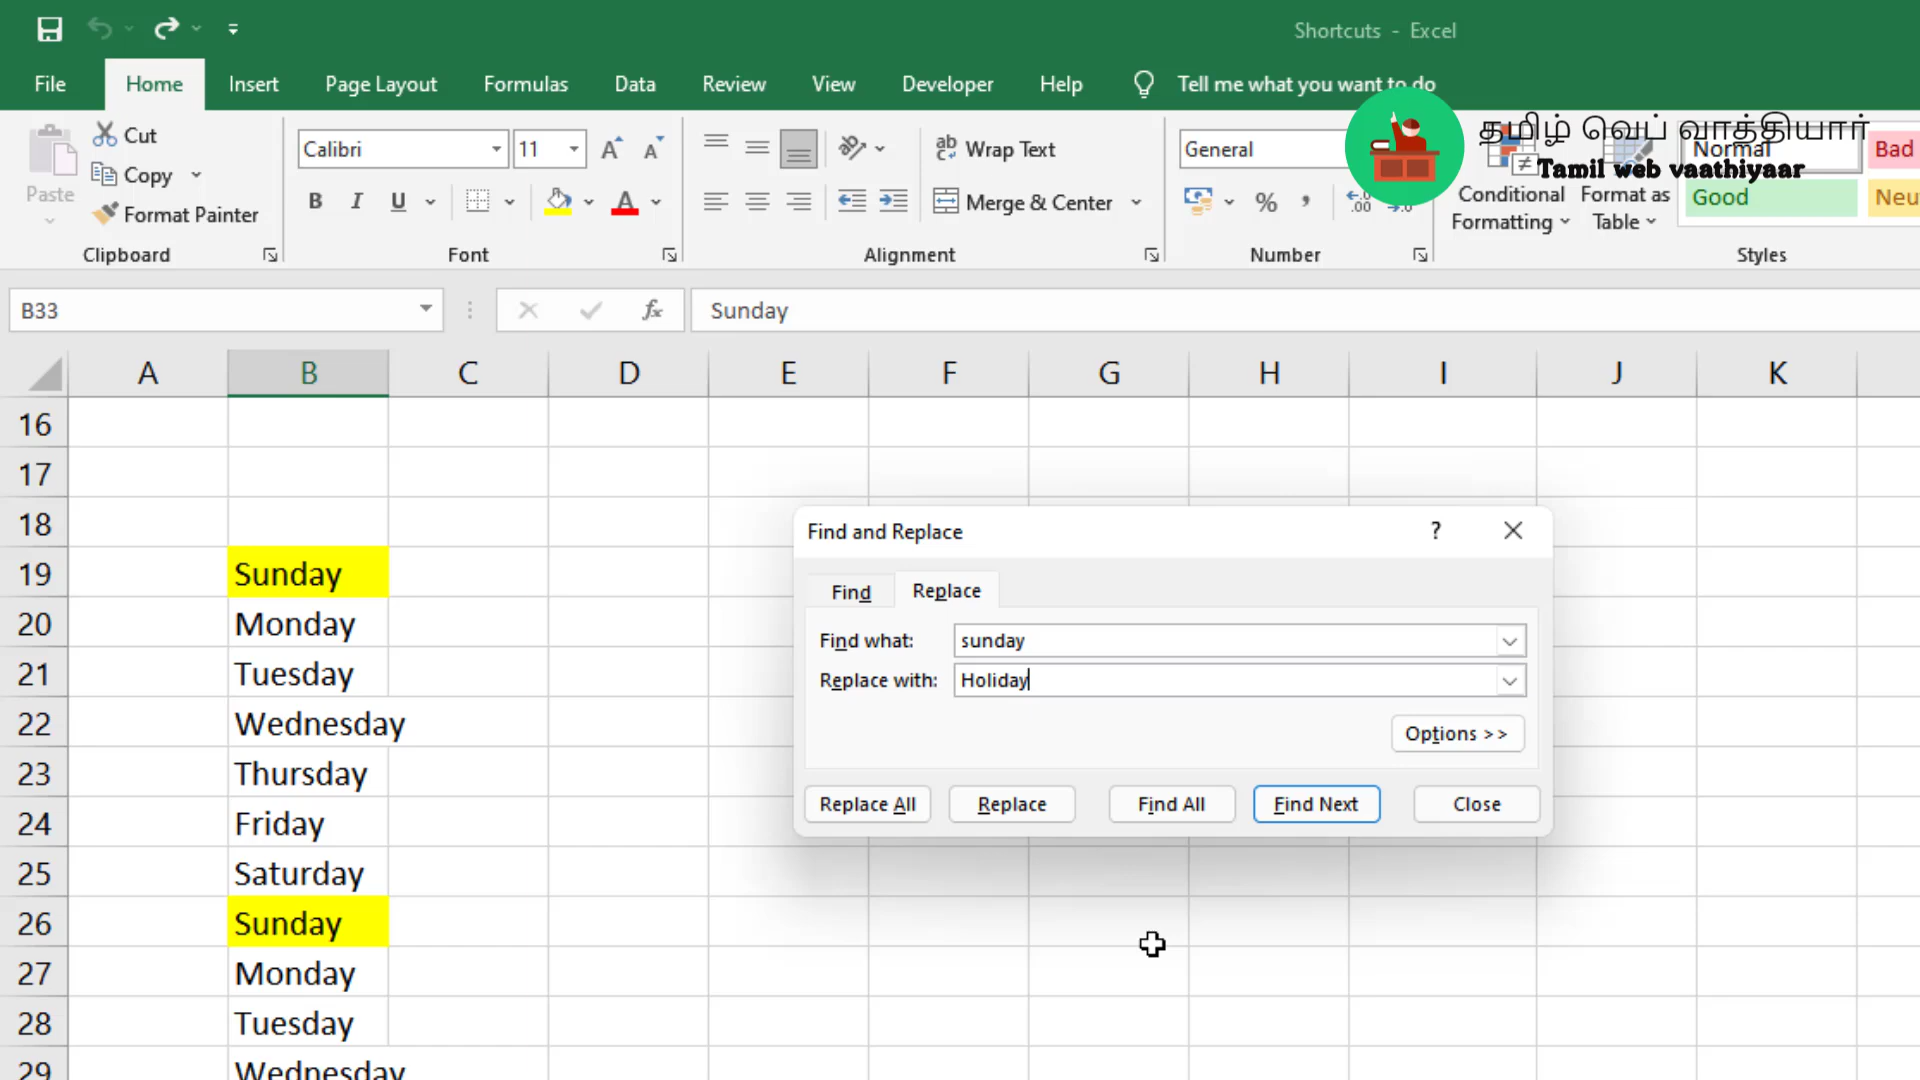 Shortcuts - Excel
File Home Insert Page Layout Formulas Data Review View Developer Help Tell me what you want to do
தமிழ் வெப் வாத்தியார்
Tamil web vaathiyaar
Cut
Copy
Format Painter
Paste
Clipboard
Calibri 11
B I U
Font
Wrap Text
Merge & Center
Alignment
General
% ,
Number
Conditional Formatting
Format as Table
Normal Bad
Good Neu
Styles
B33 fx Sunday
A B C D E F G H I J K
16
17
18
19 Sunday
20 Monday
21 Tuesday
22 Wednesday
23 Thursday
24 Friday
25 Saturday
26 Sunday
27 Monday
28 Tuesday
29 Wednesday
Find and Replace ?
Find Replace
Find what: sunday
Replace with: Holiday
Options >>
Replace All Replace Find All Find Next Close